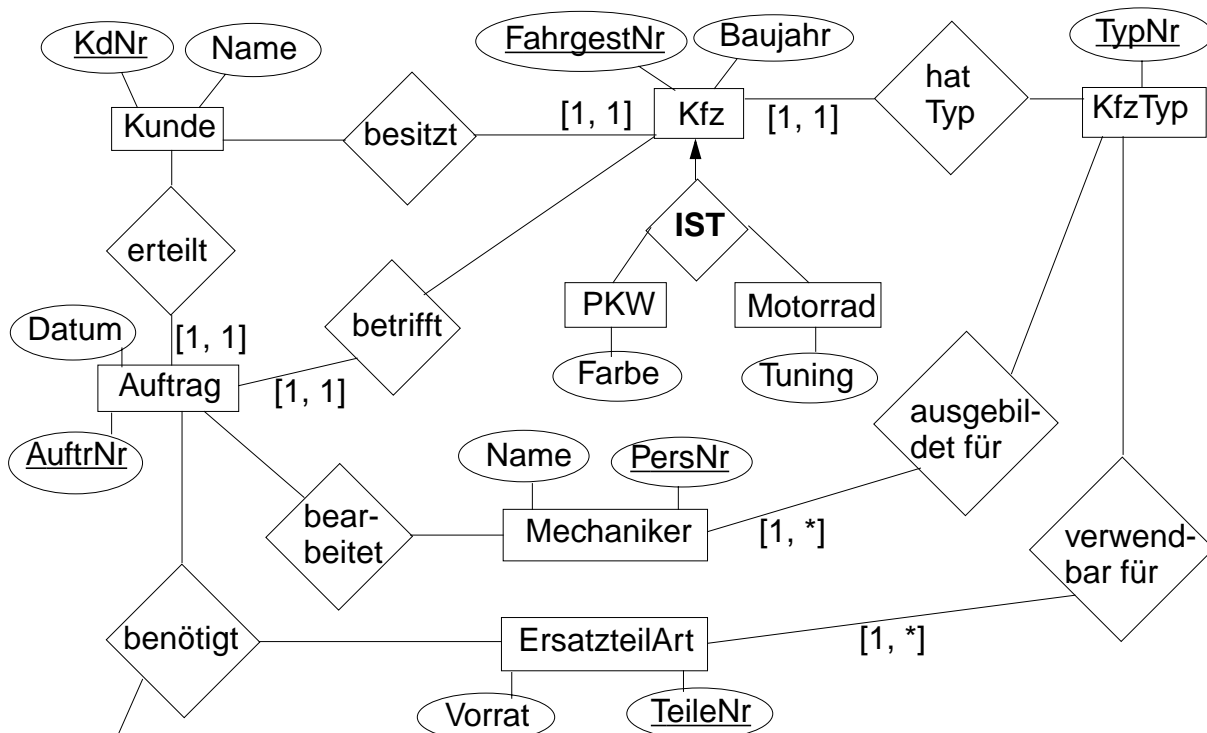 KdNr
Name
FahrgestNr
Baujahr
TypNr
Kunde
besitzt
[1, 1]
Kfz
[1, 1]
hat
Typ
KfzTyp
erteilt
IST
Datum
[1, 1]
betrifft
PKW
Motorrad
Auftrag
[1, 1]
Farbe
Tuning
AuftrNr
ausgebil-
det für
Name
PersNr
bear-
beitet
Mechaniker
[1, *]
verwend-
bar für
benötigt
ErsatzteilArt
[1, *]
Vorrat
TeileNr